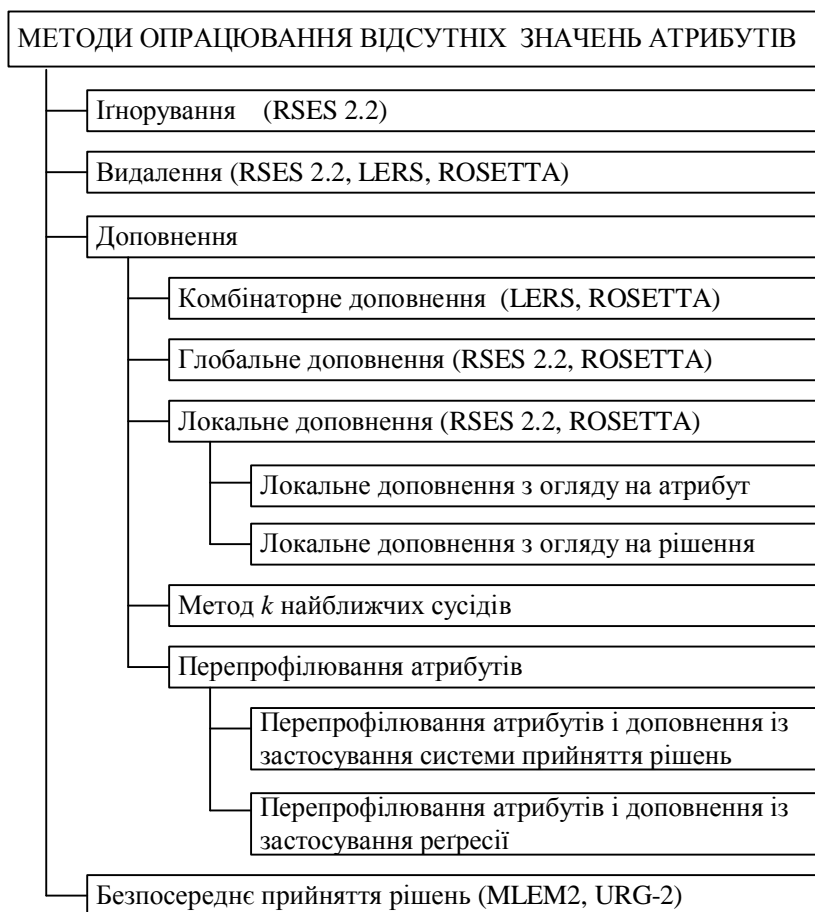 МЕТОДИ ОПРАЦЮВАННЯ ВІДСУТНІХ ЗНАЧЕНЬ АТРИБУТІВ
Іґнорування (RSES 2.2)
Видалення (RSES 2.2, LERS, ROSETTA)
Доповнення
Комбінаторне доповнення (LERS, ROSETTA)
Глобальне доповнення (RSES 2.2, ROSETTA)
Локальне доповнення (RSES 2.2, ROSETTA)
Локальне доповнення з огляду на атрибут
Локальне доповнення з огляду на рішення
Метод k найближчих сусідів
Перепрофілювання атрибутів
Перепрофілювання атрибутів і доповнення із
застосування системи прийняття рішень
Перепрофілювання атрибутів і доповнення із
застосування реґресії
Безпосереднє прийняття рішень (MLEM2, URG-2)